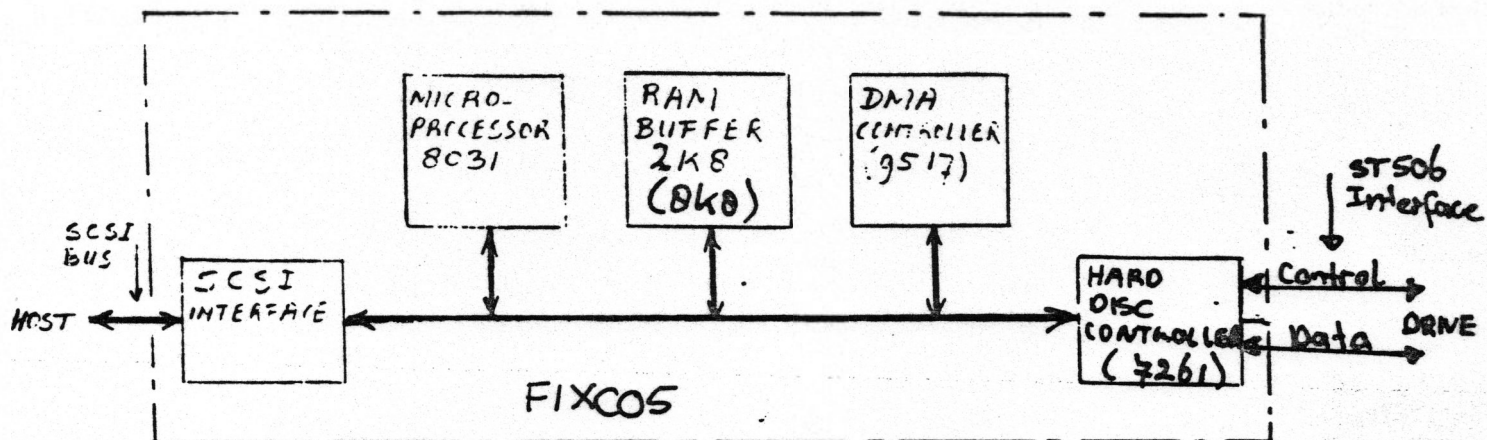 MICRO-
PROCESSOR
8C31
RAM
BUFFER
2K8
(8K8)
DMA
CONTROLLER
(9517)
ST506
Interface
SCSI
BUS
HOST
SCSI
INTERFACE
HARD
DISC
CONTROLLER
(7261)
Control
Data
DRIVE
FIXC05